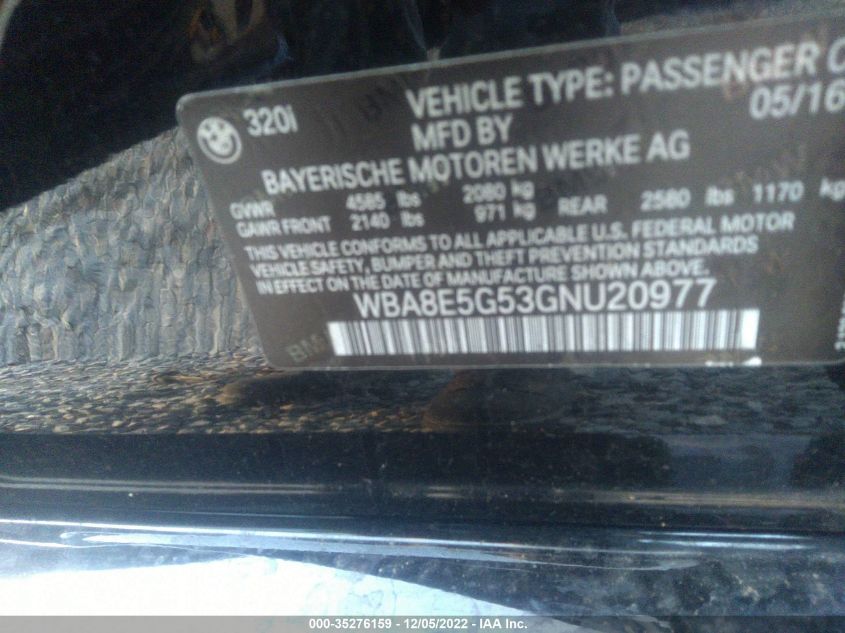 320i
VEHICLE TYPE: PASSENGER
05/16
MFD BY
BAYERISCHE MOTOREN WERKE AG
GVWR 4585 lbs 2080 kg
GAWR FRONT 2140 lbs 971 kg REAR 2580 lbs 1170 kg
THIS VEHICLE CONFORMS TO ALL APPLICABLE U.S. FEDERAL MOTOR
VEHICLE SAFETY, BUMPER AND THEFT PREVENTION STANDARDS
IN EFFECT ON THE DATE OF MANUFACTURE SHOWN ABOVE.
WBA8E5G53GNU20977
000-35276159 - 12/05/2022 - IAA Inc.